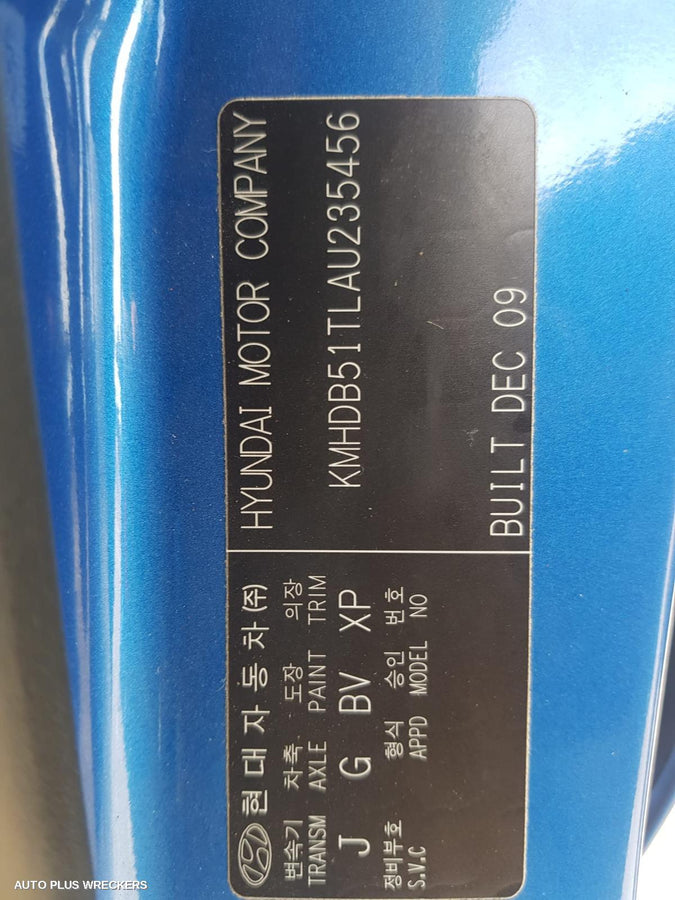 현대자동차(주)
변속기 차축 도장 의장
TRANSM AXLE PAINT TRIM
J G BV XP
정비부호 형식 승인 번호
S.V.C APPD MODEL NO
HYUNDAI MOTOR COMPANY
KMHDB51TLAU235456
BUILT DEC 09
AUTO PLUS WRECKERS